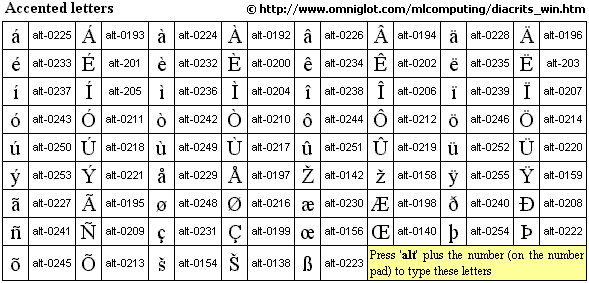 Accented letters © http://www.omniglot.com/mlcomputing/diacrits_win.htm
á alt-0225 Á alt-0193 à alt-0224 À alt-0192 â alt-0226 Â alt-0194 ä alt-0228 Ä alt-0196
é alt-0233 É alt-201 è alt-0232 È alt-0200 ê alt-0234 Ê alt-0202 ë alt-0235 Ë alt-203
í alt-0237 Í alt-205 ì alt-0236 Ì alt-0204 î alt-0238 Î alt-0206 ï alt-0239 Ï alt-0207
ó alt-0243 Ó alt-0211 ò alt-0242 Ò alt-0210 ô alt-0244 Ô alt-0212 ö alt-0246 Ö alt-0214
ú alt-0250 Ú alt-0218 ù alt-0249 Ù alt-0217 û alt-0251 Û alt-0219 ü alt-0252 Ü alt-0220
ý alt-0253 Ý alt-0221 å alt-0229 Å alt-0197 Ž alt-0142 ž alt-0158 ÿ alt-0255 Ÿ alt-0159
ã alt-0227 Ã alt-0195 ø alt-0248 Ø alt-0216 æ alt-0230 Æ alt-0198 ð alt-0240 Ð alt-0208
ñ alt-0241 Ñ alt-0209 ç alt-0231 Ç alt-0199 œ alt-0156 Œ alt-0140 þ alt-0254 Þ alt-0222
õ alt-0245 Õ alt-0213 š alt-0154 Š alt-0138 ß alt-0223 Press 'alt' plus the number (on the number
pad) to type these letters